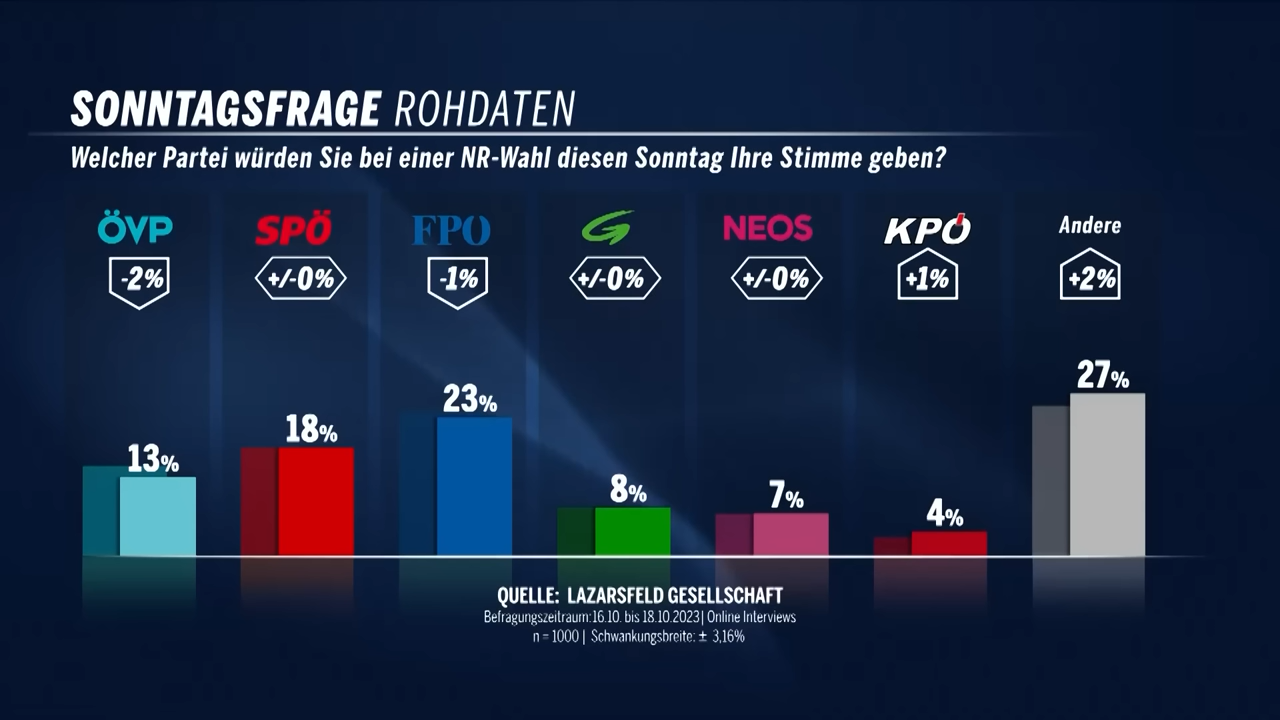 SONNTAGSFRAGE ROHDATEN
Welcher Partei würden Sie bei einer NR-Wahl diesen Sonntag Ihre Stimme geben?
ÖVP SPÖ FPÖ G NEOS KPÖ Andere
-2% +/-0% -1% +/-0% +/-0% +1% +2%
13% 18% 23% 8% 7% 4% 27%
QUELLE: LAZARSFELD GESELLSCHAFT
Befragungszeitraum:16.10. bis 18.10.2023| Online Interviews
n = 1000 | Schwankungsbreite: ± 3,16%